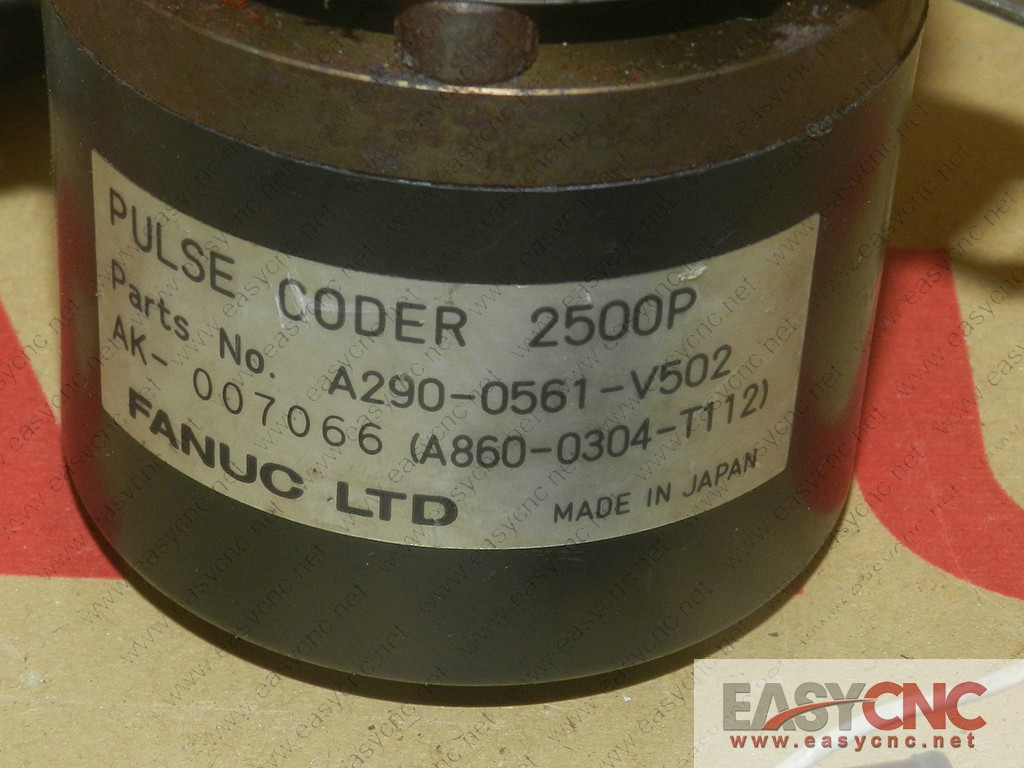 PULSE CODER 2500P
Parts No. A290-0561-V502
AK- 007066 (A860-0304-T112)
FANUC LTD MADE IN JAPAN
EASYCNC
www.easycnc.net